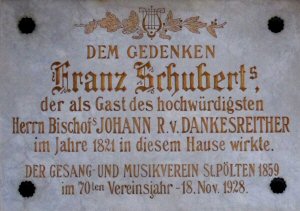 DEM GEDENKEN
Franz Schuberts,
der als Gast des hochwürdigsten
Herrn Bischofs JOHANN R. v. DANKESREITHER
im Jahre 1821 in diesem Hause wirkte.
DER GESANG- UND MUSIKVEREIN ST. PÖLTEN 1859
im 70ten Vereinsjahr - 18. Nov. 1928.